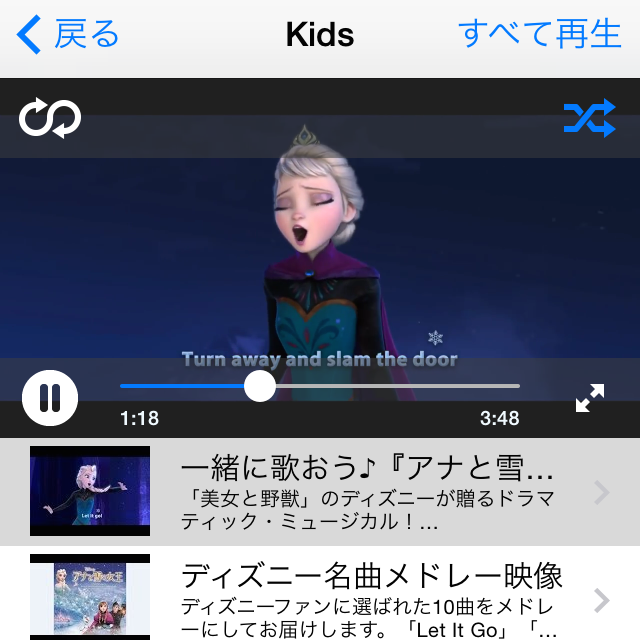 戻る
Kids
すべて再生
Turn away and slam the door
1:18
3:48
Let it go!
一緒に歌おう♪『アナと雪...
「美女と野獣」のディズニーが贈るドラマ
ティック・ミュージカル！...
アナと雪の女王
ディズニー名曲メドレー映像
ディズニーファンに選ばれた10曲をメドレ
ーにしてお届けします。「Let It Go」「...